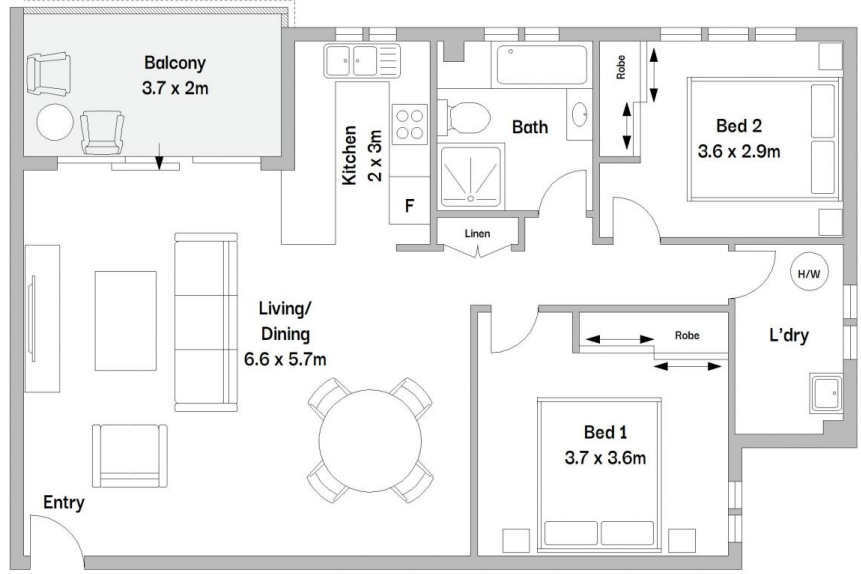 Balcony
3.7 x 2m
Kitchen
2 x 3m
F
Bath
Robe
Bed 2
3.6 x 2.9m
Linen
H/W
L'dry
Living/
Dining
6.6 x 5.7m
Robe
Bed 1
3.7 x 3.6m
Entry